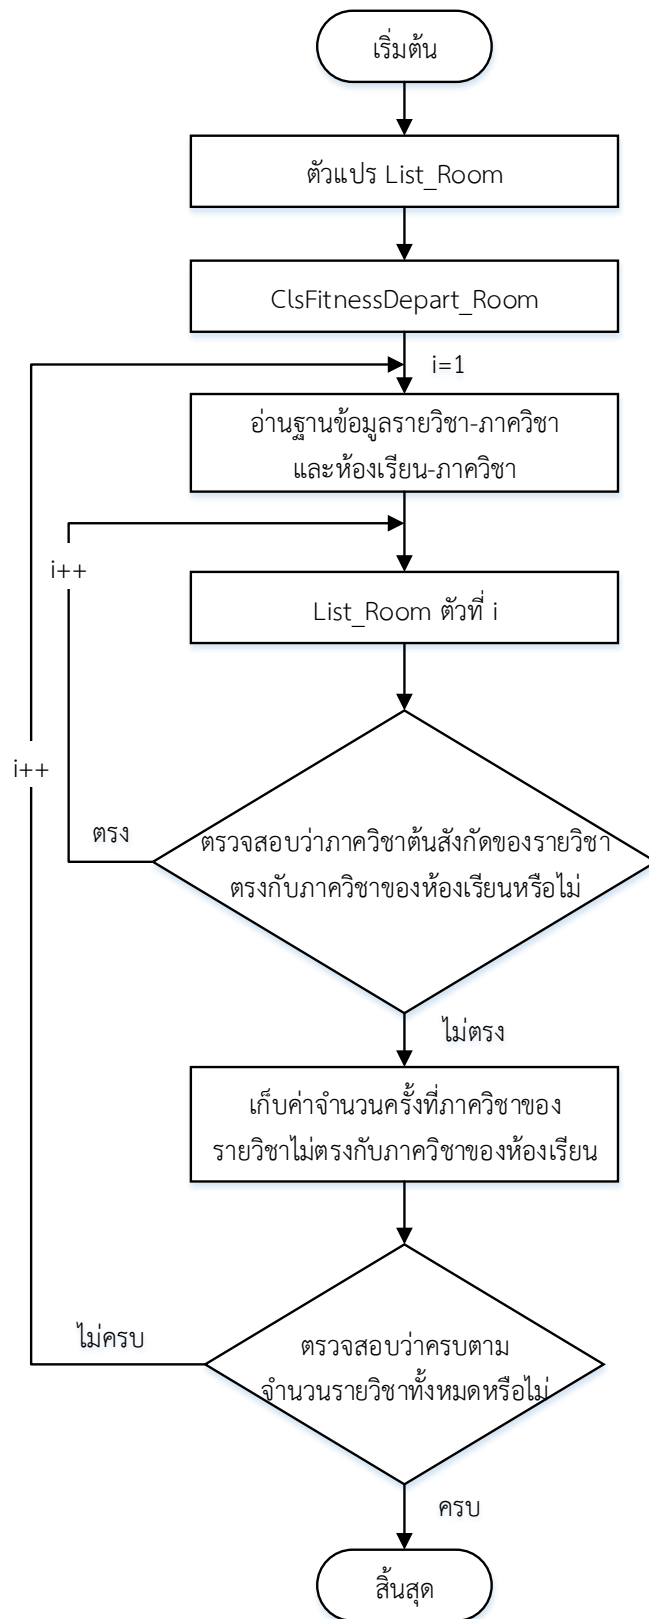 เริ่มต้น
ตัวแปร List_Room
ClsFitnessDepart_Room
i=1
อ่านฐานข้อมูลรายวิชา-ภาควิชา
และห้องเรียน-ภาควิชา
i++
List_Room ตัวที่ i
i++
ตรง
ตรวจสอบว่าภาควิชาต้นสังกัดของรายวิชา
ตรงกับภาควิชาของห้องเรียนหรือไม่
ไม่ตรง
เก็บค่าจำนวนครั้งที่ภาควิชาของ
รายวิชาไม่ตรงกับภาควิชาของห้องเรียน
ไม่ครบ
ตรวจสอบว่าครบตาม
จำนวนรายวิชาทั้งหมดหรือไม่
ครบ
สิ้นสุด